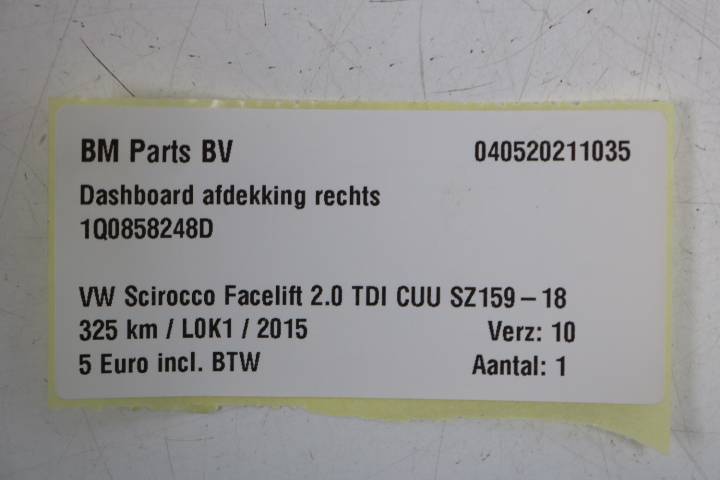 BM Parts BV 040520211035
Dashboard afdekking rechts
1Q0858248D
VW Scirocco Facelift 2.0 TDI CUU SZ159 – 18
325 km / L0K1 / 2015 Verz: 10
5 Euro incl. BTW Aantal: 1